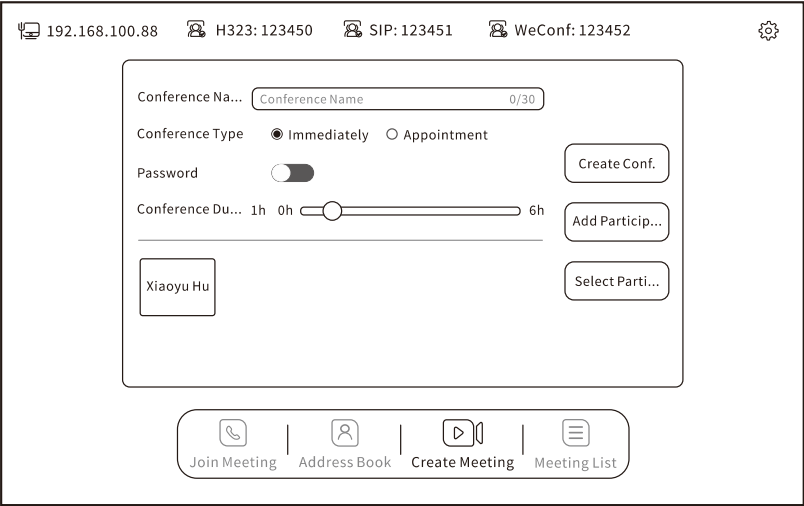 192.168.100.88 H323: 123450 SIP: 123451 WeConf: 123452
Conference Na... Conference Name 0/30
Conference Type Immediately Appointment
Create Conf.
Password
Conference Du... 1h 0h 6h
Add Particip...
Select Parti...
Xiaoyu Hu
Join Meeting Address Book Create Meeting Meeting List